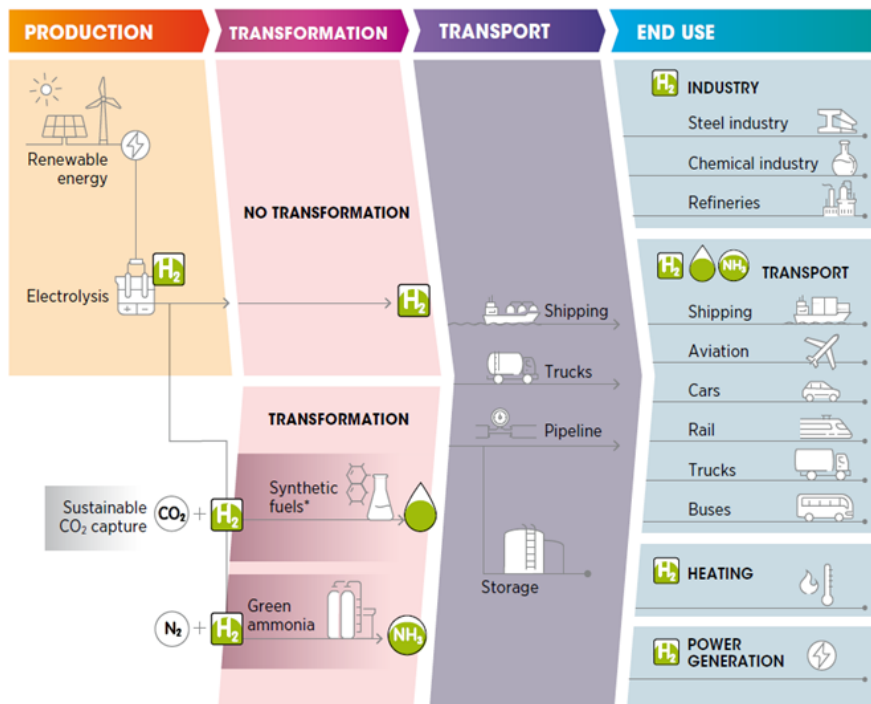 PRODUCTION
TRANSFORMATION
TRANSPORT
END USE
Renewable
energy
Electrolysis
H₂
NO TRANSFORMATION
H₂
TRANSFORMATION
Sustainable
CO₂ capture
CO₂ + H₂
Synthetic
fuels*
N₂ + H₂
Green
ammonia
NH₃
Shipping
Trucks
Pipeline
Storage
H₂ INDUSTRY
Steel industry
Chemical industry
Refineries
H₂ NH₃ TRANSPORT
Shipping
Aviation
Cars
Rail
Trucks
Buses
H₂ HEATING
H₂ POWER
GENERATION